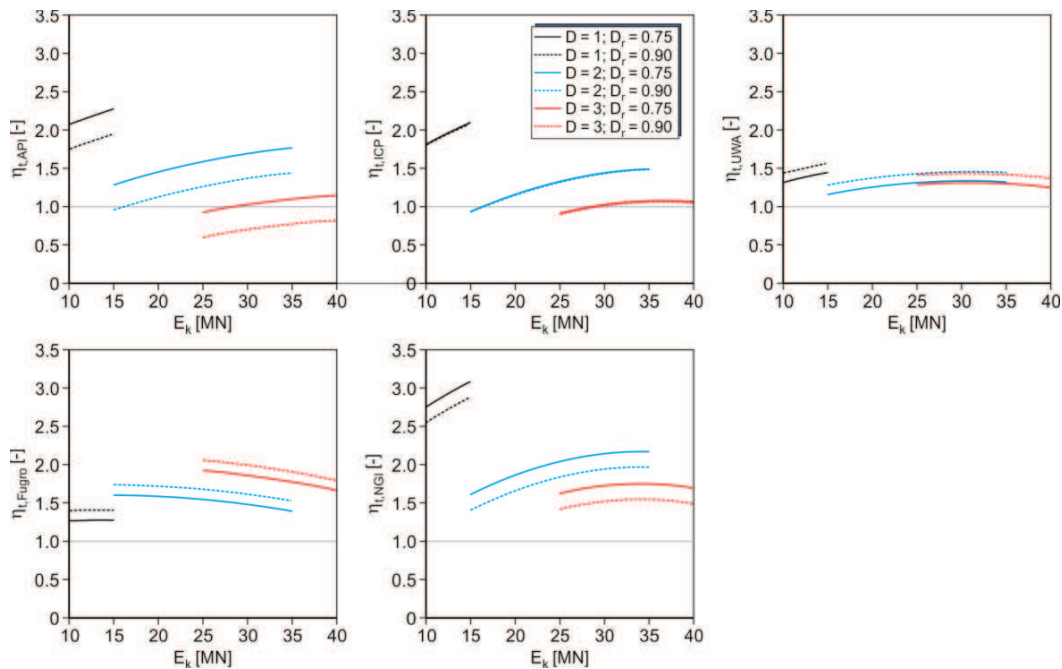 3.5
3.0
2.5
2.0
1.5
1.0
0.5
0
10 15 20 25 30 35 40
η_t,API [-]
E_k [MN]
3.5
3.0
2.5
2.0
1.5
1.0
0.5
0
10 15 20 25 30 35 40
η_t,ICP [-]
E_k [MN]
D = 1; D_r = 0.75
D = 1; D_r = 0.90
D = 2; D_r = 0.75
D = 2; D_r = 0.90
D = 3; D_r = 0.75
D = 3; D_r = 0.90
3.5
3.0
2.5
2.0
1.5
1.0
0.5
0
10 15 20 25 30 35 40
η_t,UWA [-]
E_k [MN]
3.5
3.0
2.5
2.0
1.5
1.0
0.5
0
10 15 20 25 30 35 40
η_t,Fugro [-]
E_k [MN]
3.5
3.0
2.5
2.0
1.5
1.0
0.5
0
10 15 20 25 30 35 40
η_t,NGI [-]
E_k [MN]